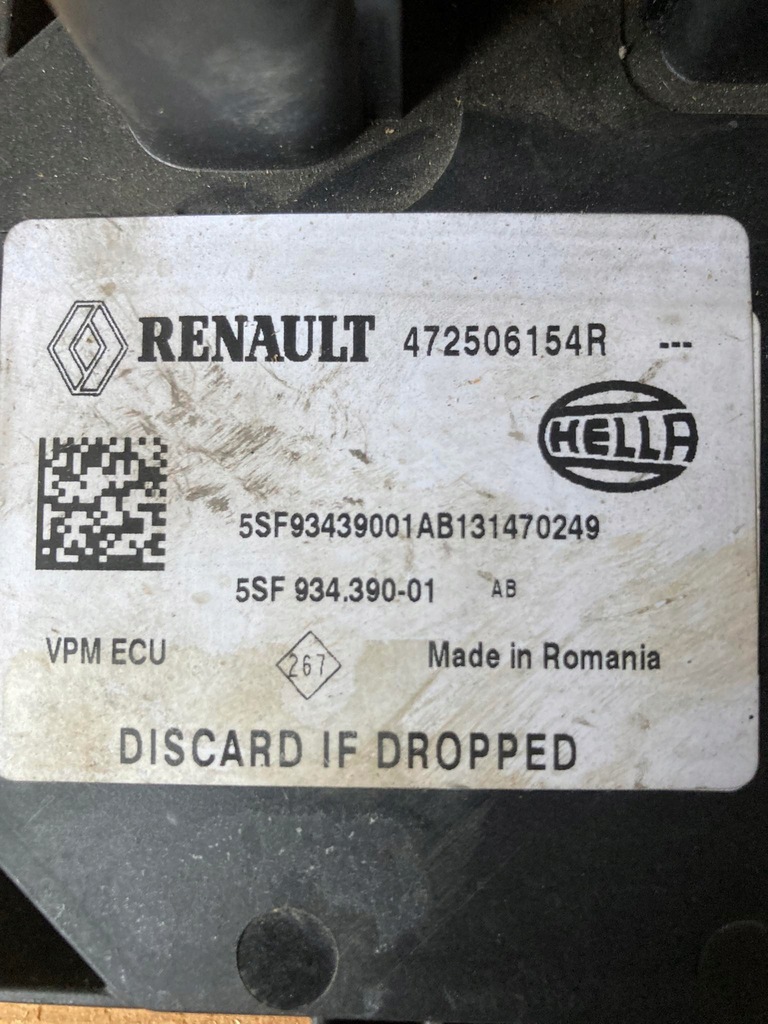 RENAULT 472506154R ---
HELLA
5SF93439001AB131470249
5SF 934.390-01 AB
VPM ECU 267 Made in Romania
DISCARD IF DROPPED